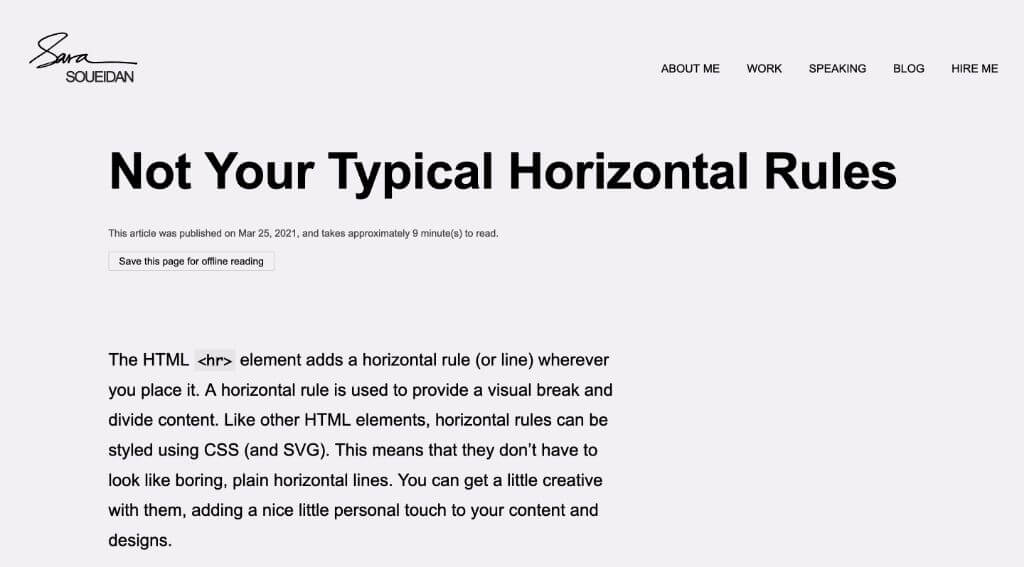 Sara
SOUEIDAN
ABOUT ME WORK SPEAKING BLOG HIRE ME
Not Your Typical Horizontal Rules
This article was published on Mar 25, 2021, and takes approximately 9 minute(s) to read.
Save this page for offline reading
The HTML <hr> element adds a horizontal rule (or line) wherever
you place it. A horizontal rule is used to provide a visual break and
divide content. Like other HTML elements, horizontal rules can be
styled using CSS (and SVG). This means that they don’t have to
look like boring, plain horizontal lines. You can get a little creative
with them, adding a nice little personal touch to your content and
designs.